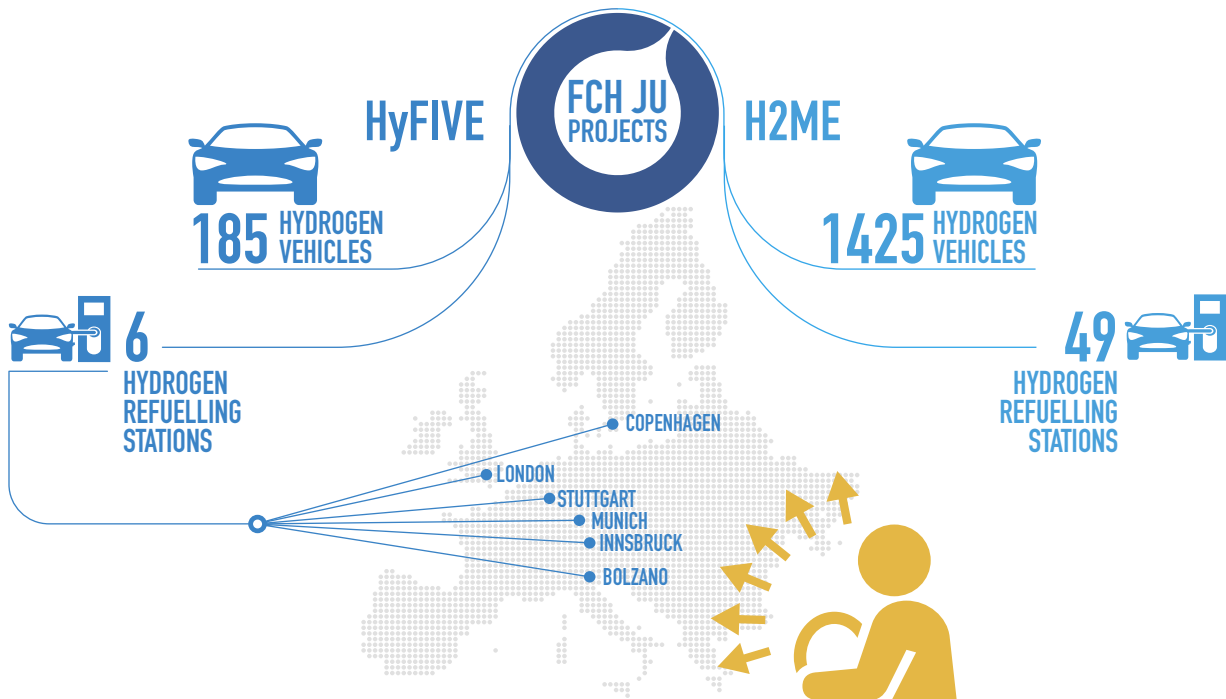 FCH JU
PROJECTS
HyFIVE
185 HYDROGEN
VEHICLES
6
HYDROGEN
REFUELLING
STATIONS
H2ME
1425 HYDROGEN
VEHICLES
49
HYDROGEN
REFUELLING
STATIONS
COPENHAGEN
LONDON
STUTTGART
MUNICH
INNSBRUCK
BOLZANO